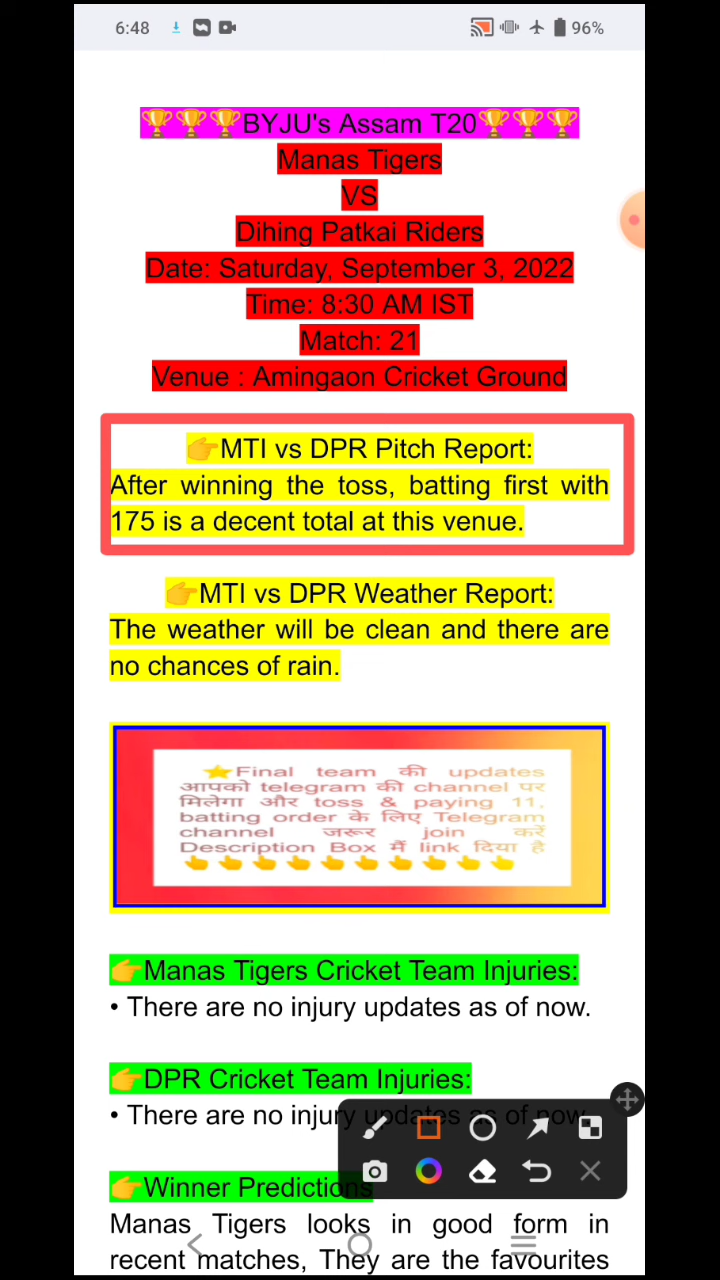 6:48 96%
🏆🏆🏆BYJU's Assam T20🏆🏆🏆
Manas Tigers
VS
Dihing Patkai Riders
Date: Saturday, September 3, 2022
Time: 8:30 AM IST
Match: 21
Venue : Amingaon Cricket Ground
👉MTI vs DPR Pitch Report:
After winning the toss, batting first with
175 is a decent total at this venue.
👉MTI vs DPR Weather Report:
The weather will be clean and there are
no chances of rain.
⭐Final team की updates
आपको telegram की channel पर
मिलेगा और toss & paying 11,
batting order के लिए Telegram
channel जरूर join करें
Description Box मैं link दिया है
👆👆👆👆👆👆👆👆👆👆
👉Manas Tigers Cricket Team Injuries:
• There are no injury updates as of now.
👉DPR Cricket Team Injuries:
• There are no injury updates as of now.
👉Winner Predictions
Manas Tigers looks in good form in
recent matches, They are the favourites